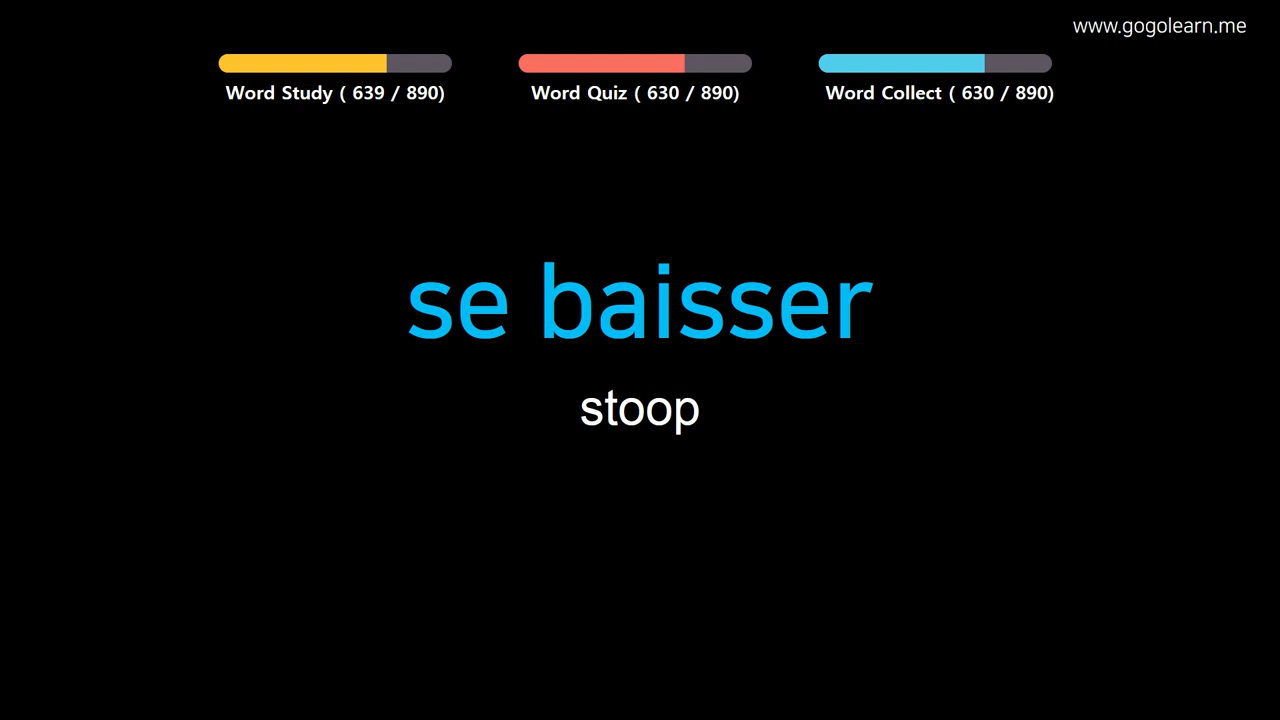 www.gogolearn.me
Word Study ( 639 / 890)
Word Quiz ( 630 / 890)
Word Collect ( 630 / 890)
se baisser
stoop